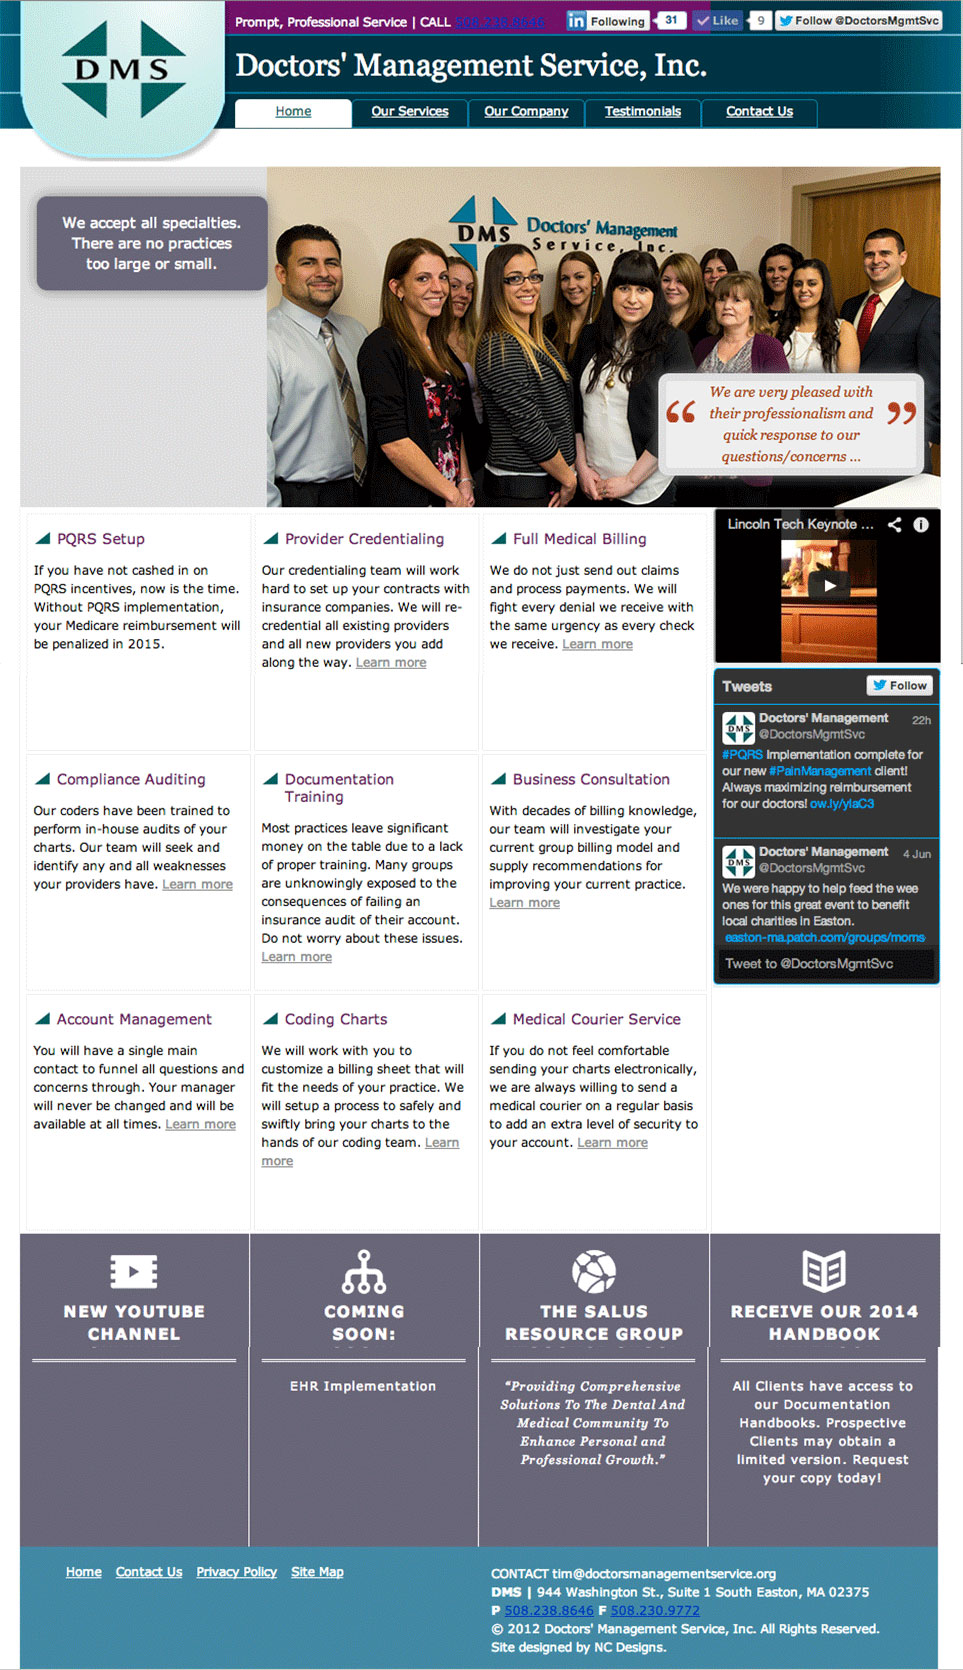 DMS
Prompt, Professional Service | CALL 508.238.8646
in Following 31
Like 9
Follow @DoctorsMgmtSvc
Doctors' Management Service, Inc.
Home
Our Services
Our Company
Testimonials
Contact Us
We accept all specialties.
There are no practices
too large or small.
DMS
Doctors' Management
Service, Inc.
“ We are very pleased with
their professionalism and ”
quick response to our
questions/concerns ...
PQRS Setup
If you have not cashed in on
PQRS incentives, now is the time.
Without PQRS implementation,
your Medicare reimbursement will
be penalized in 2015.
Provider Credentialing
Our credentialing team will work
hard to set up your contracts with
insurance companies. We will re-
credential all existing providers
and all new providers you add
along the way. Learn more
Full Medical Billing
We do not just send out claims
and process payments. We will
fight every denial we receive with
the same urgency as every check
we receive. Learn more
Lincoln Tech Keynote ...
Tweets
Follow
DMS
Doctors' Management 22h
@DoctorsMgmtSvc
#PQRS Implementation complete for
our new #PainManagement client!
Always maximizing reimbursement
for our doctors! ow.ly/ylaC3
DMS
Doctors' Management 4 Jun
@DoctorsMgmtSvc
We were happy to help feed the wee
ones for this great event to benefit
local charities in Easton.
easton-ma.patch.com/groups/moms
Tweet to @DoctorsMgmtSvc
Compliance Auditing
Our coders have been trained to
perform in-house audits of your
charts. Our team will seek and
identify any and all weaknesses
your providers have. Learn more
Documentation
Training
Most practices leave significant
money on the table due to a lack
of proper training. Many groups
are unknowingly exposed to the
consequences of failing an
insurance audit of their account.
Do not worry about these issues.
Learn more
Business Consultation
With decades of billing knowledge,
our team will investigate your
current group billing model and
supply recommendations for
improving your current practice.
Learn more
Account Management
You will have a single main
contact to funnel all questions and
concerns through. Your manager
will never be changed and will be
available at all times. Learn more
Coding Charts
We will work with you to
customize a billing sheet that will
fit the needs of your practice. We
will setup a process to safely and
swiftly bring your charts to the
hands of our coding team. Learn
more
Medical Courier Service
If you do not feel comfortable
sending your charts electronically,
we are always willing to send a
medical courier on a regular basis
to add an extra level of security to
your account. Learn more
NEW YOUTUBE
CHANNEL
COMING
SOON:
EHR Implementation
THE SALUS
RESOURCE GROUP
“Providing Comprehensive
Solutions To The Dental And
Medical Community To
Enhance Personal and
Professional Growth.”
RECEIVE OUR 2014
HANDBOOK
All Clients have access to
our Documentation
Handbooks. Prospective
Clients may obtain a
limited version. Request
your copy today!
Home
Contact Us
Privacy Policy
Site Map
CONTACT tim@doctorsmanagementservice.org
DMS | 944 Washington St., Suite 1 South Easton, MA 02375
P 508.238.8646 F 508.230.9772
© 2012 Doctors' Management Service, Inc. All Rights Reserved.
Site designed by NC Designs.